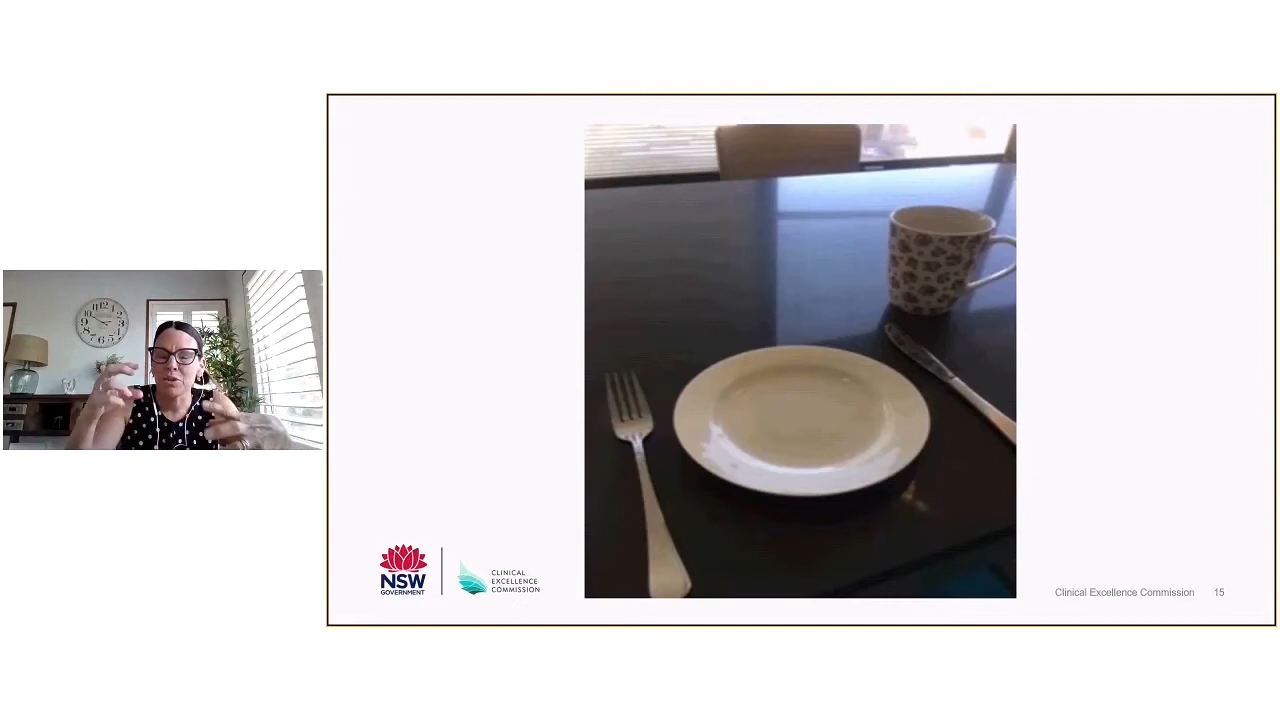 NSW
GOVERNMENT
CLINICAL
EXCELLENCE
COMMISSION
Clinical Excellence Commission 15